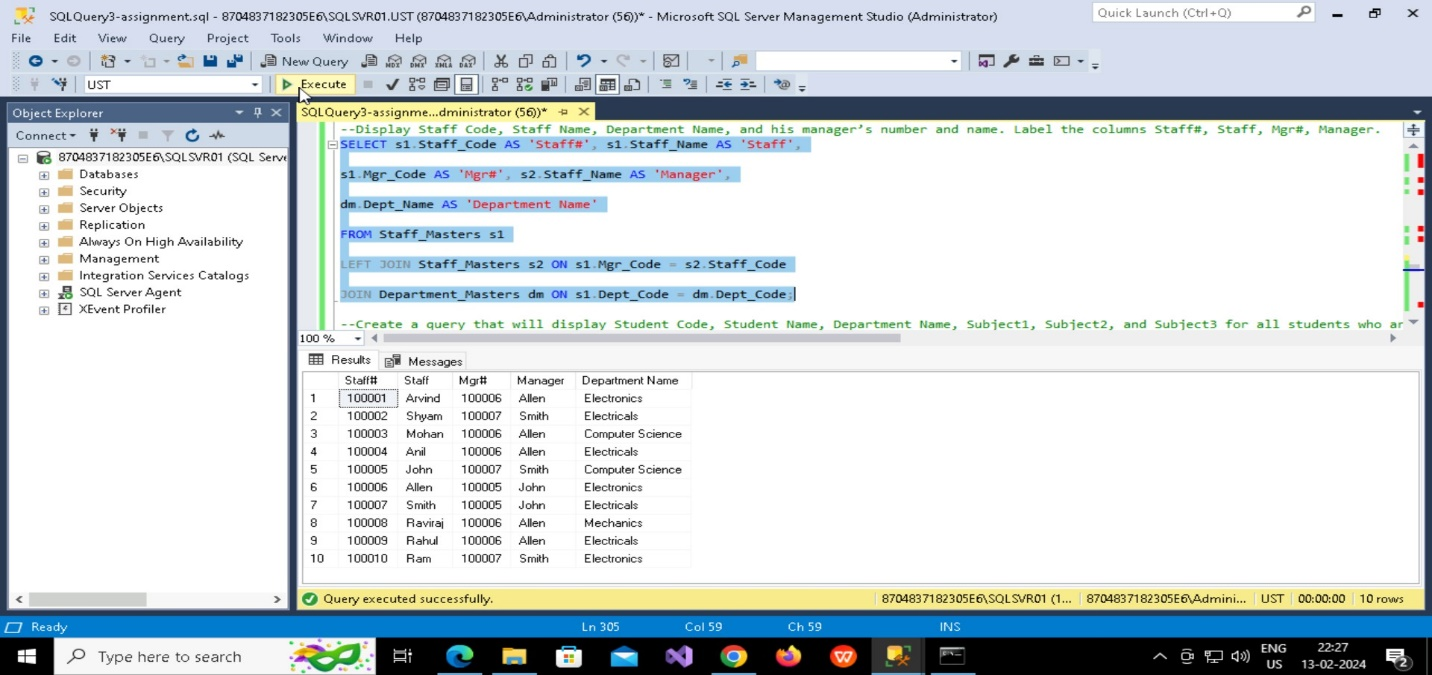 SQLQuery3-assignment.sql - 8704837182305E6\SQLSVR01.UST (8704837182305E6\Administrator (56))* - Microsoft SQL Server Management Studio (Administrator)
Quick Launch (Ctrl+Q)
File Edit View Query Project Tools Window Help
New Query
UST
Execute
Object Explorer
Connect
8704837182305E6\SQLSVR01 (SQL Serve
Databases
Security
Server Objects
Replication
Always On High Availability
Management
Integration Services Catalogs
SQL Server Agent
XEvent Profiler
SQLQuery3-assignme...dministrator (56))*
--Display Staff Code, Staff Name, Department Name, and his manager's number and name. Label the columns Staff#, Staff, Mgr#, Manager.
SELECT s1.Staff_Code AS 'Staff#', s1.Staff_Name AS 'Staff',
s1.Mgr_Code AS 'Mgr#', s2.Staff_Name AS 'Manager',
dm.Dept_Name AS 'Department Name'
FROM Staff_Masters s1
LEFT JOIN Staff_Masters s2 ON s1.Mgr_Code = s2.Staff_Code
JOIN Department_Masters dm ON s1.Dept_Code = dm.Dept_Code;
--Create a query that will display Student Code, Student Name, Department Name, Subject1, Subject2, and Subject3 for all students who ar
100 %
Results Messages
Staff# Staff Mgr# Manager Department Name
1 100001 Arvind 100006 Allen Electronics
2 100002 Shyam 100007 Smith Electricals
3 100003 Mohan 100006 Allen Computer Science
4 100004 Anil 100006 Allen Electricals
5 100005 John 100007 Smith Computer Science
6 100006 Allen 100005 John Electronics
7 100007 Smith 100005 John Electricals
8 100008 Raviraj 100006 Allen Mechanics
9 100009 Rahul 100006 Allen Electricals
10 100010 Ram 100007 Smith Electronics
Query executed successfully.
8704837182305E6\SQLSVR01 (1... 8704837182305E6\Admini... UST 00:00:00 10 rows
Ready Ln 305 Col 59 Ch 59 INS
Type here to search
ENG
US
22:27
13-02-2024
2